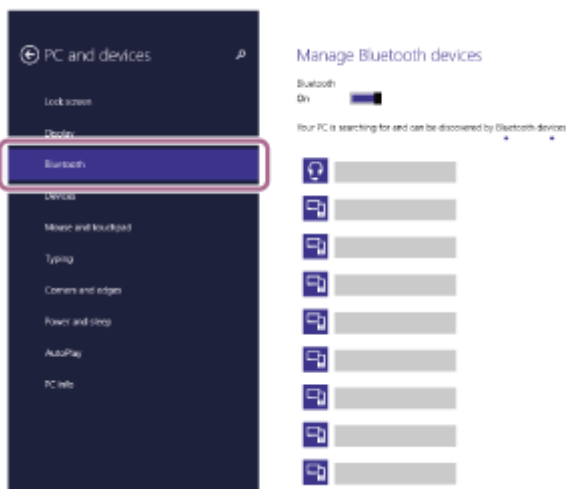 PC and devices
Lock screen
Display
Bluetooth
Devices
Mouse and touchpad
Typing
Corners and edges
Power and sleep
AutoPlay
PC info
Manage Bluetooth devices
Bluetooth
On
Your PC is searching for and can be discovered by Bluetooth devices